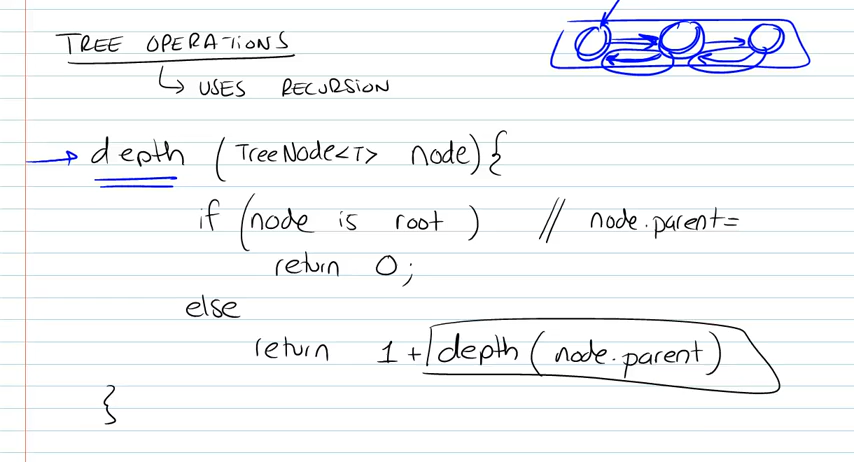 TREE OPERATIONS
↳ USES RECURSION
→ depth (TreeNode<T> node) {
if (node is root ) // node.parent=
return 0;
else
return 1 + depth ( node.parent )
}